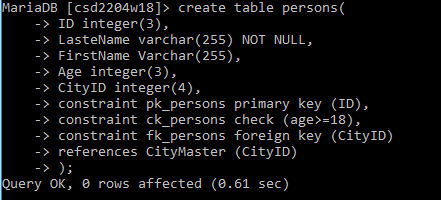 MariaDB [csd2204w18]> create table persons(
-> ID integer(3),
-> LasteName varchar(255) NOT NULL,
-> FirstName Varchar(255),
-> Age integer(3),
-> CityID integer(4),
-> constraint pk_persons primary key (ID),
-> constraint ck_persons check (age>=18),
-> constraint fk_persons foreign key (CityID)
-> references CityMaster (CityID)
-> );
Query OK, 0 rows affected (0.61 sec)